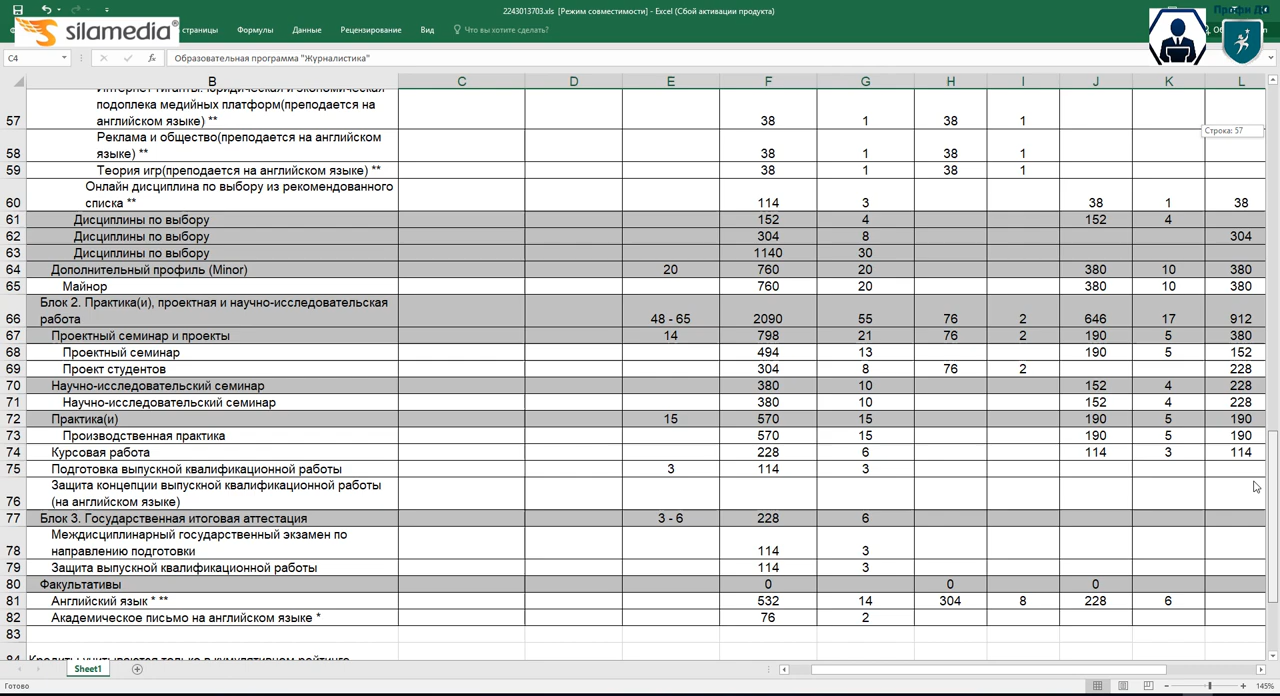 2243013703.xls [Режим совместимости] - Excel (Сбой активации продукта)
silamedia®
страницы Формулы Данные Рецензирование Вид Что вы хотите сделать?
C4 fx Образовательная программа "Журналистика"
B C D E F G H I J K L
подоплека медийных платформ(преподается на
57 английском языке) ** 38 1 38 1
Строка: 57
Реклама и общество(преподается на английском
58 языке) ** 38 1 38 1
59 Теория игр(преподается на английском языке) ** 38 1 38 1
Онлайн дисциплина по выбору из рекомендованного
60 списка ** 114 3 38 1 38
61 Дисциплины по выбору 152 4 152 4
62 Дисциплины по выбору 304 8 304
63 Дисциплины по выбору 1140 30
64 Дополнительный профиль (Minor) 20 760 20 380 10 380
65 Майнор 760 20 380 10 380
Блок 2. Практика(и), проектная и научно-исследовательская
66 работа 48 - 65 2090 55 76 2 646 17 912
67 Проектный семинар и проекты 14 798 21 76 2 190 5 380
68 Проектный семинар 494 13 190 5 152
69 Проект студентов 304 8 76 2 228
70 Научно-исследовательский семинар 380 10 152 4 228
71 Научно-исследовательский семинар 380 10 152 4 228
72 Практика(и) 15 570 15 190 5 190
73 Производственная практика 570 15 190 5 190
74 Курсовая работа 228 6 114 3 114
75 Подготовка выпускной квалификационной работы 3 114 3
Защита концепции выпускной квалификационной работы
76 (на английском языке)
77 Блок 3. Государственная итоговая аттестация 3 - 6 228 6
Междисциплинарный государственный экзамен по
78 направлению подготовки 114 3
79 Защита выпускной квалификационной работы 114 3
80 Факультативы 0 0 0
81 Английский язык * ** 532 14 304 8 228 6
82 Академическое письмо на английском языке * 76 2
83
Sheet1
Готово 145%